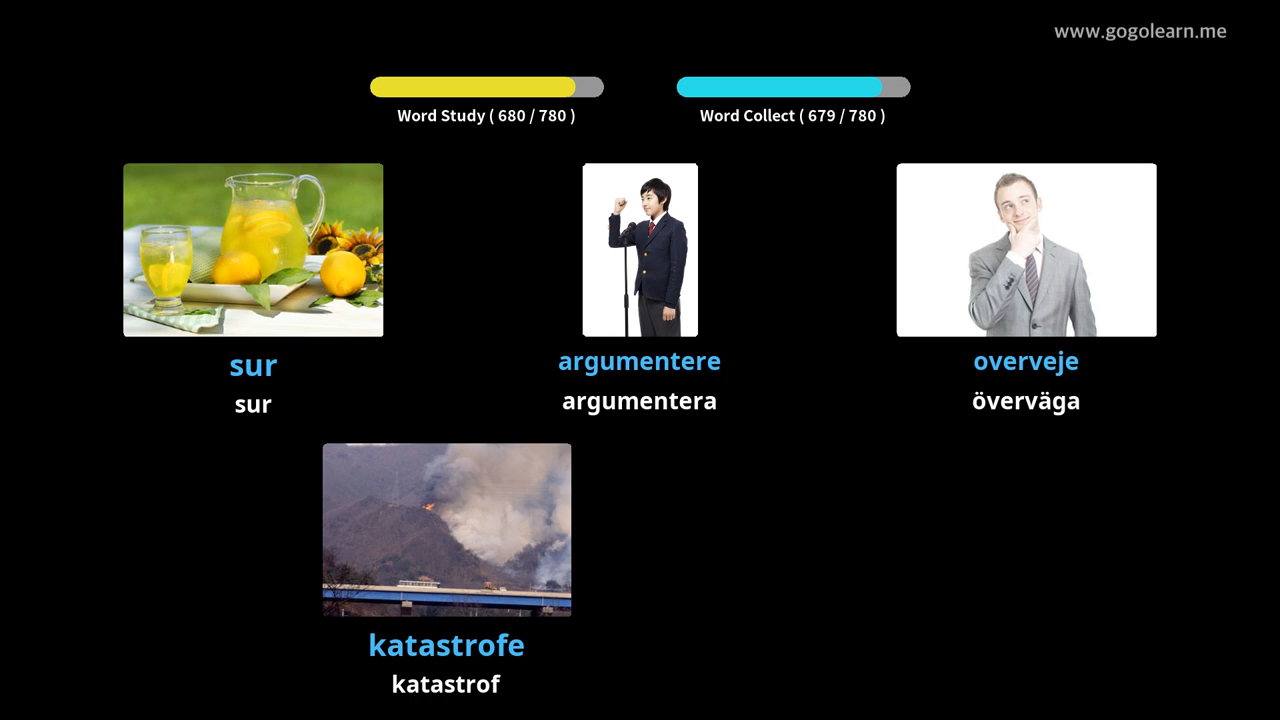 www.gogolearn.me
Word Study ( 680 / 780 )
Word Collect ( 679 / 780 )
sur
sur
argumentere
argumentera
overveje
överväga
katastrofe
katastrof